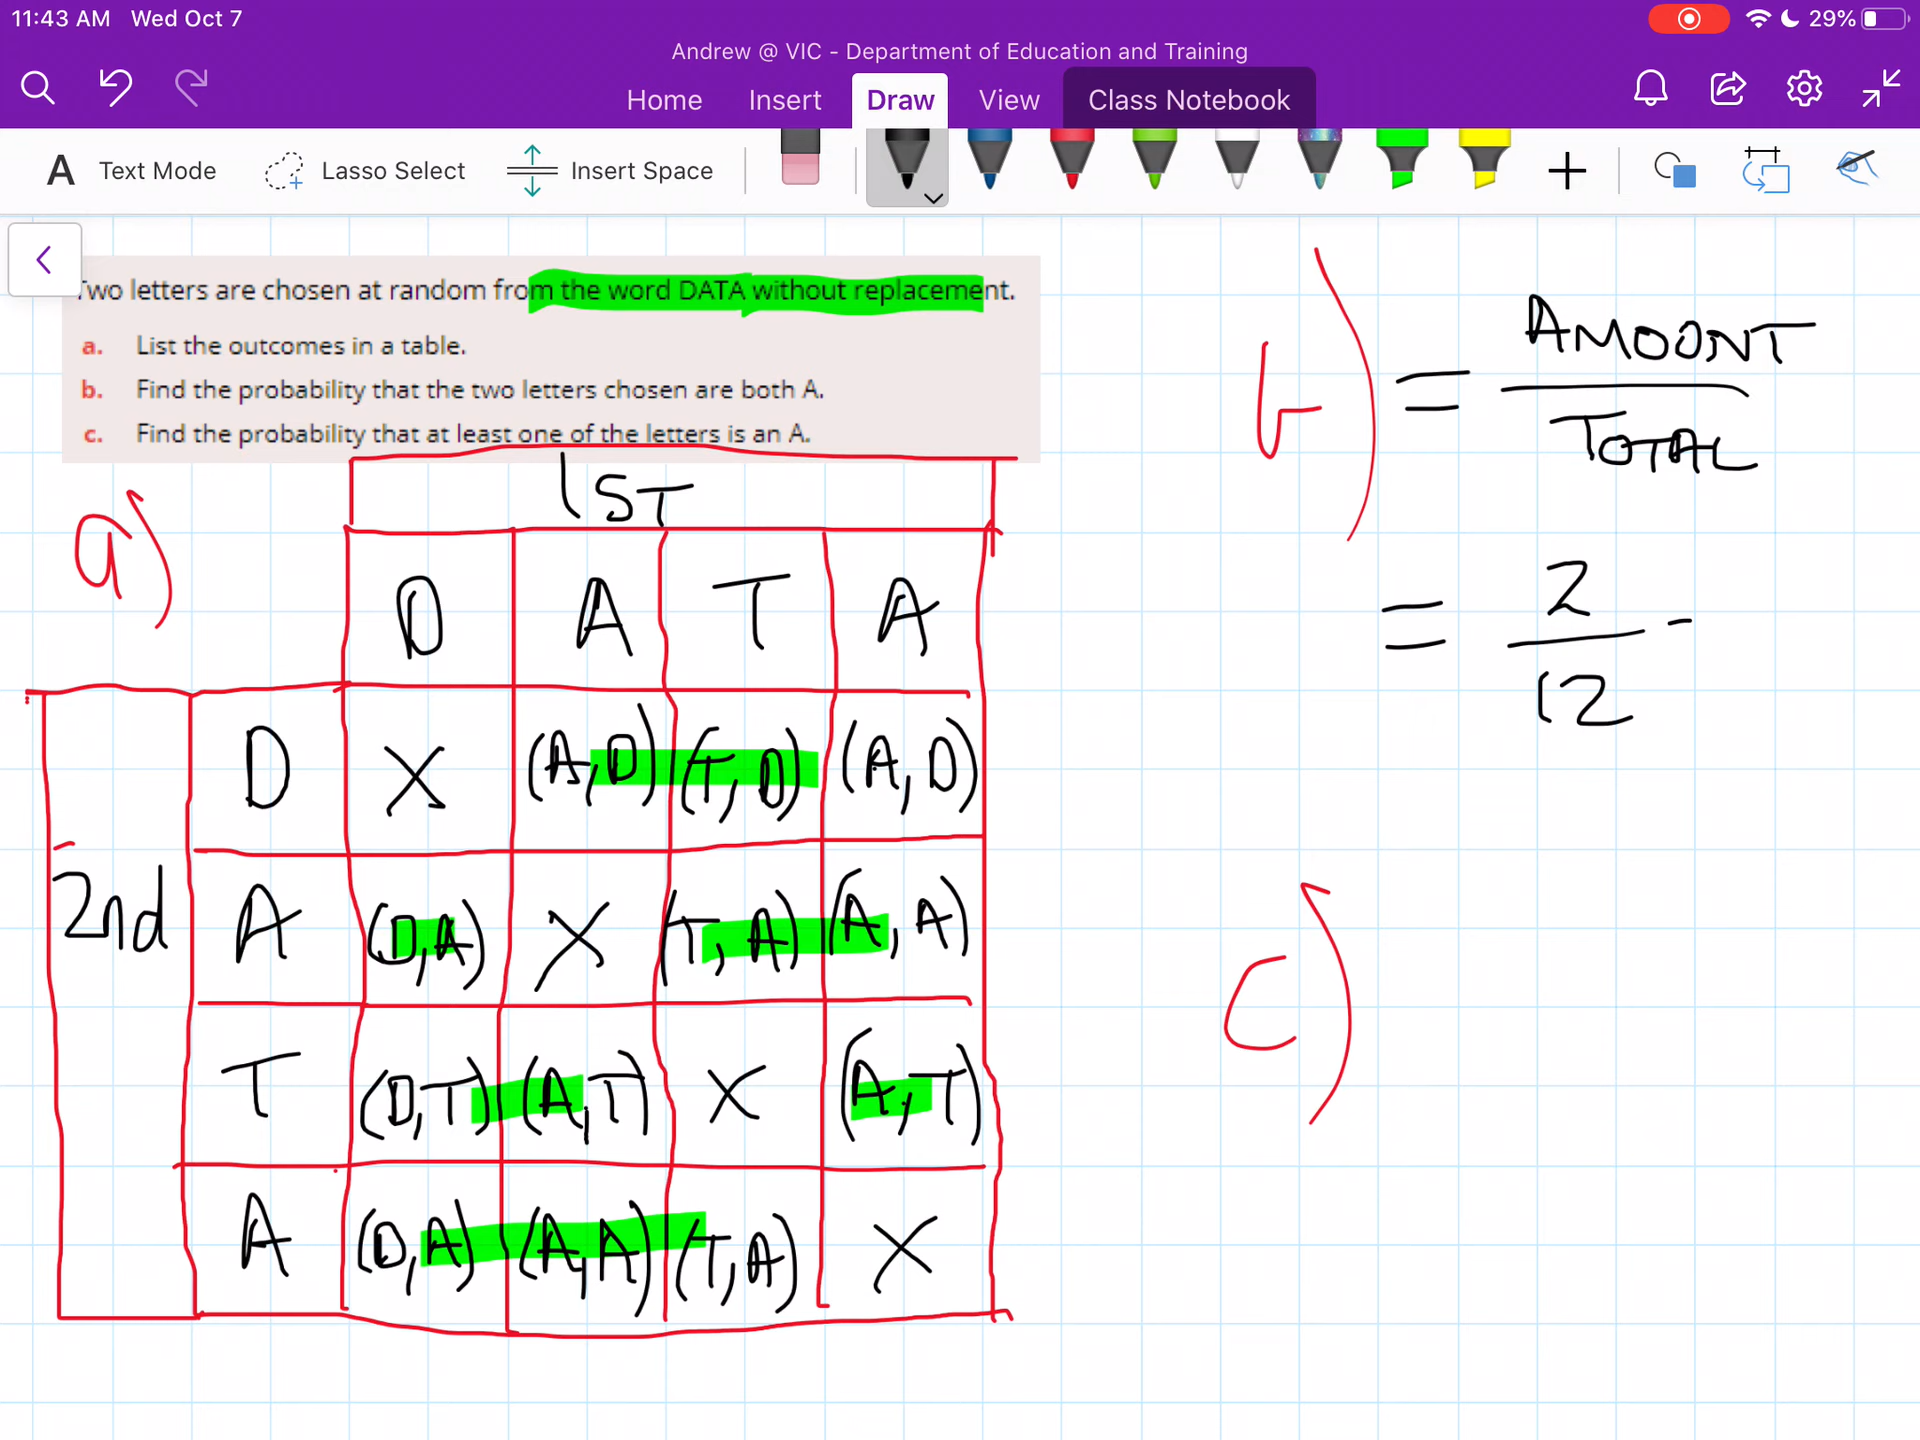 11:43 AM Wed Oct 7
29%
Andrew @ VIC - Department of Education and Training
Home Insert Draw View Class Notebook
A Text Mode Lasso Select Insert Space
Two letters are chosen at random from the word DATA without replacement.
a. List the outcomes in a table.
b. Find the probability that the two letters chosen are both A.
c. Find the probability that at least one of the letters is an A.
a)
1ST
D A T A
2nd
D X (A,D) (T,D) (A,D)
A (D,A) X (T,A) (A,A)
T (D,T) (A,T) X (A,T)
A (D,A) (A,A) (T,A) X
b) = AMOONT
TOTAL
= 2 -
12
c)